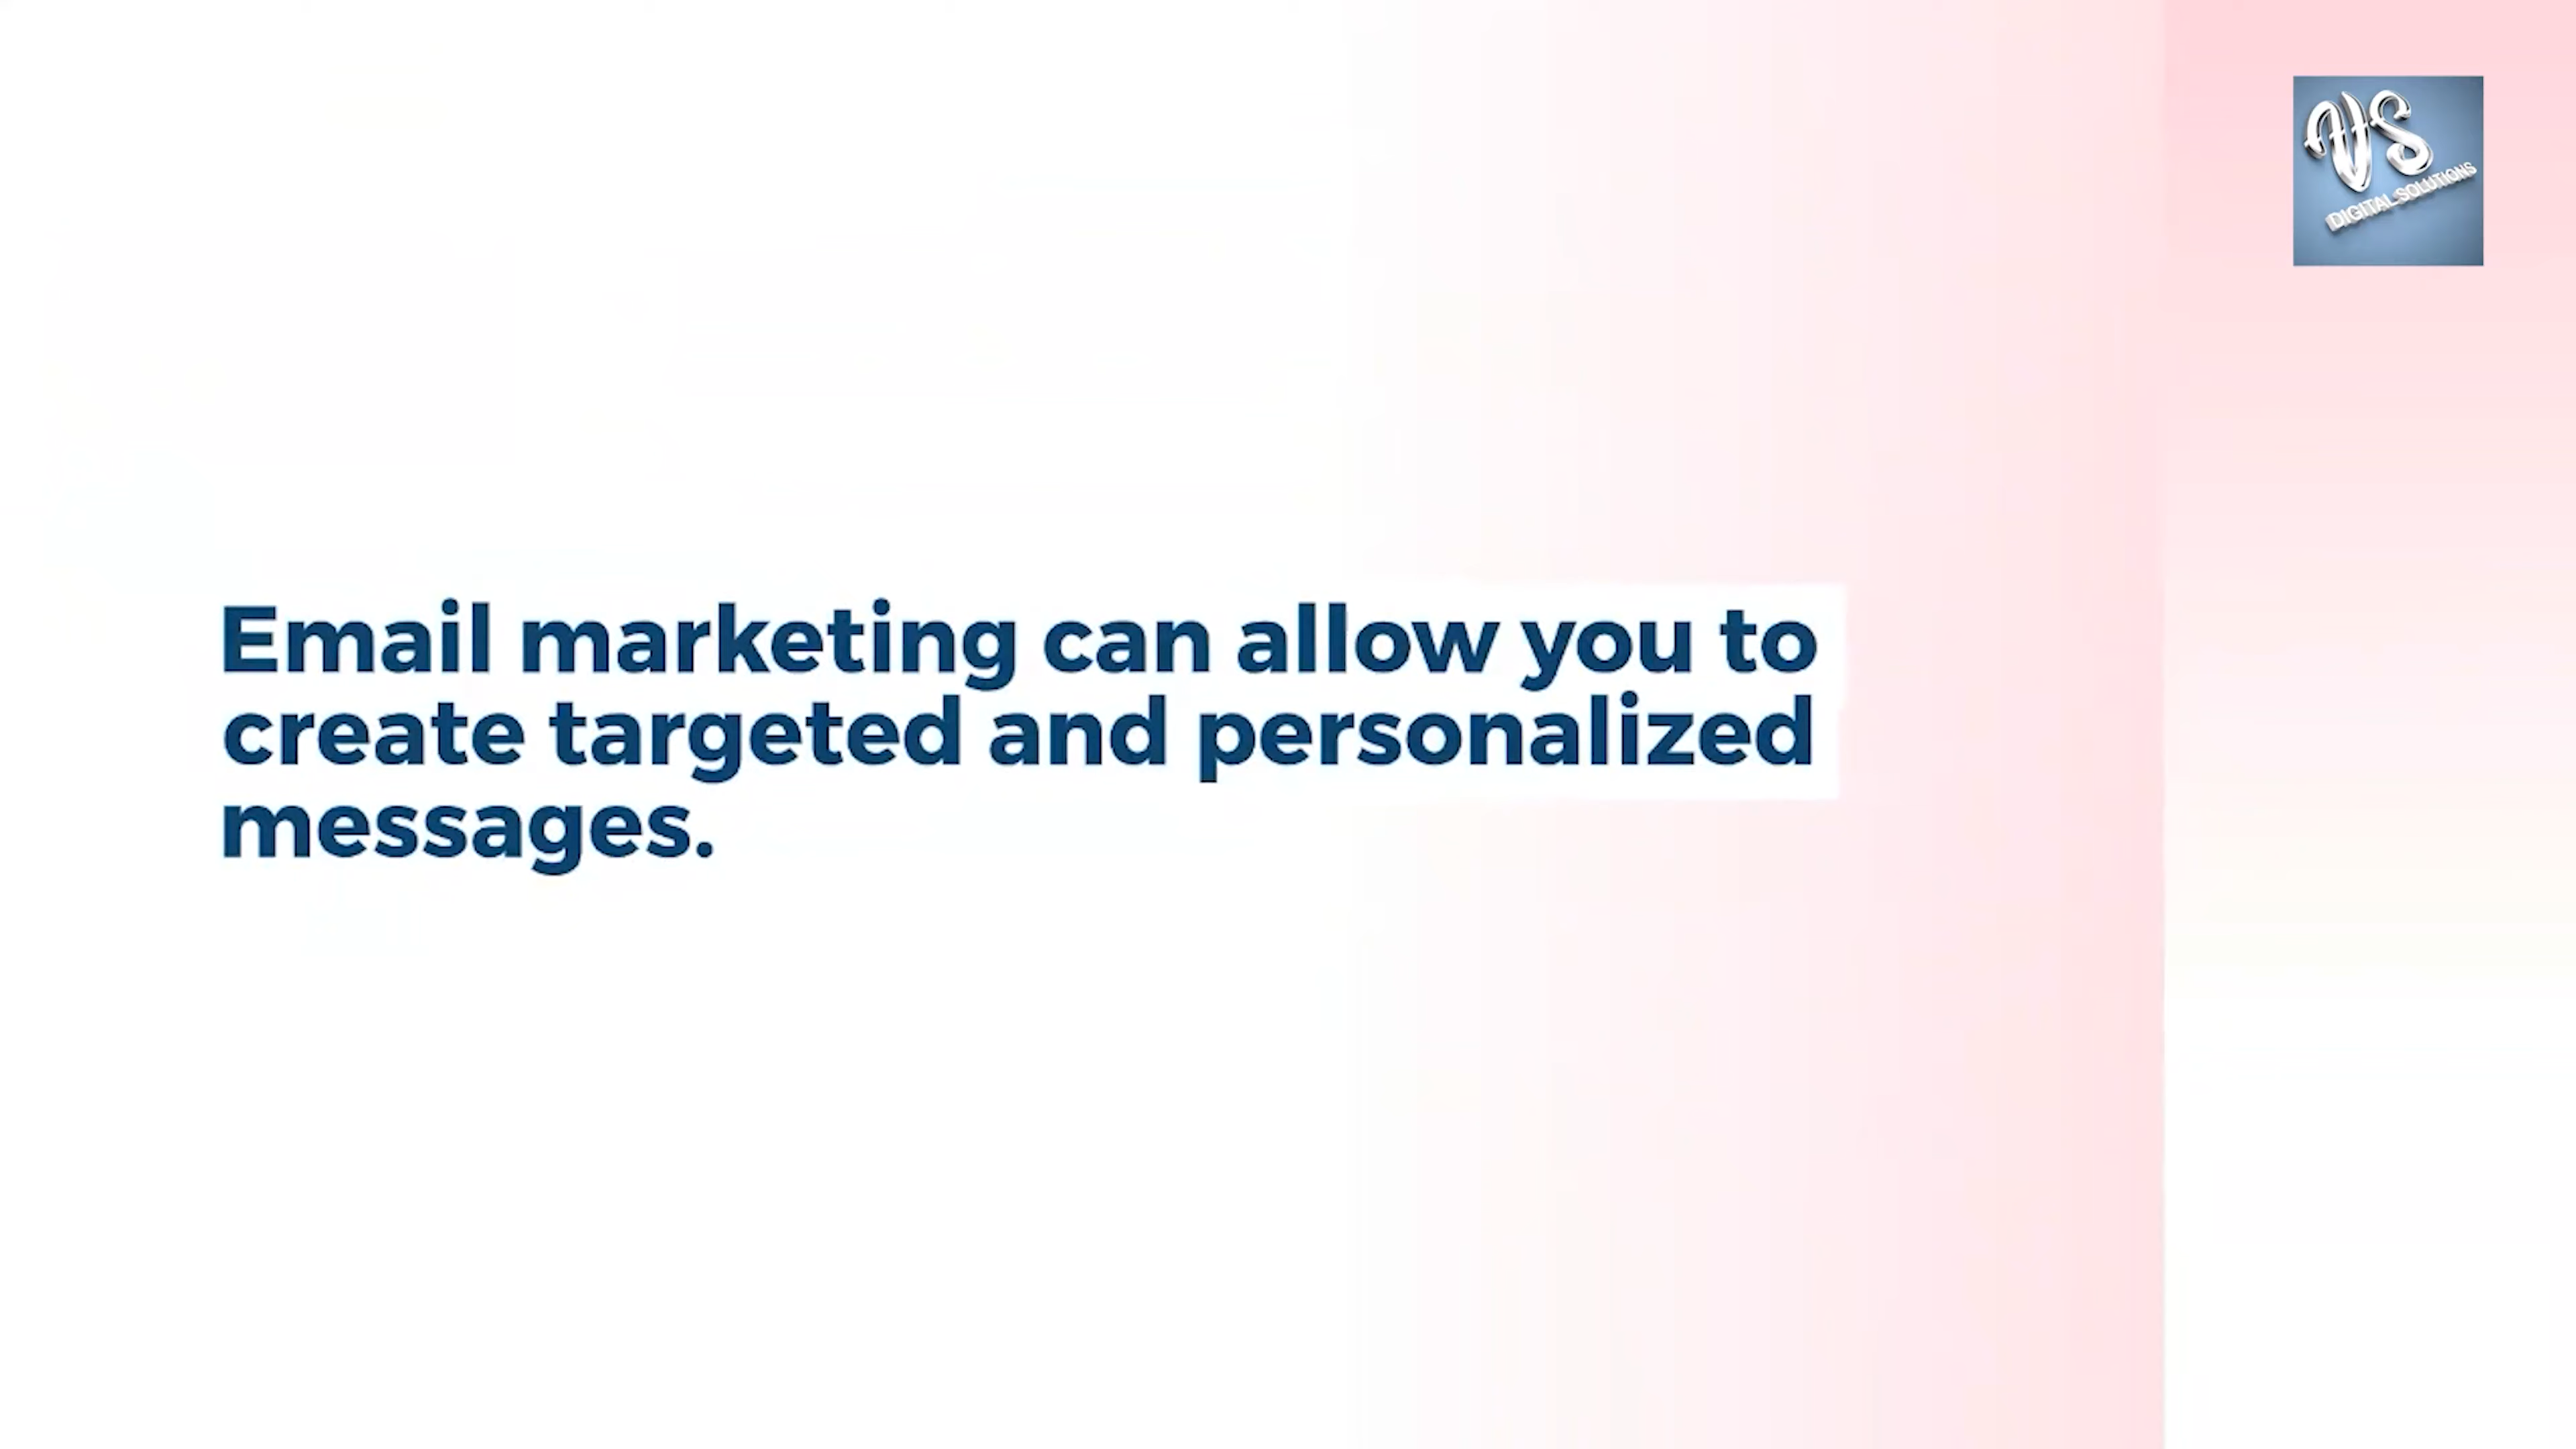 VS
DIGITAL SOLUTIONS
Email marketing can allow you to
create targeted and personalized
messages.